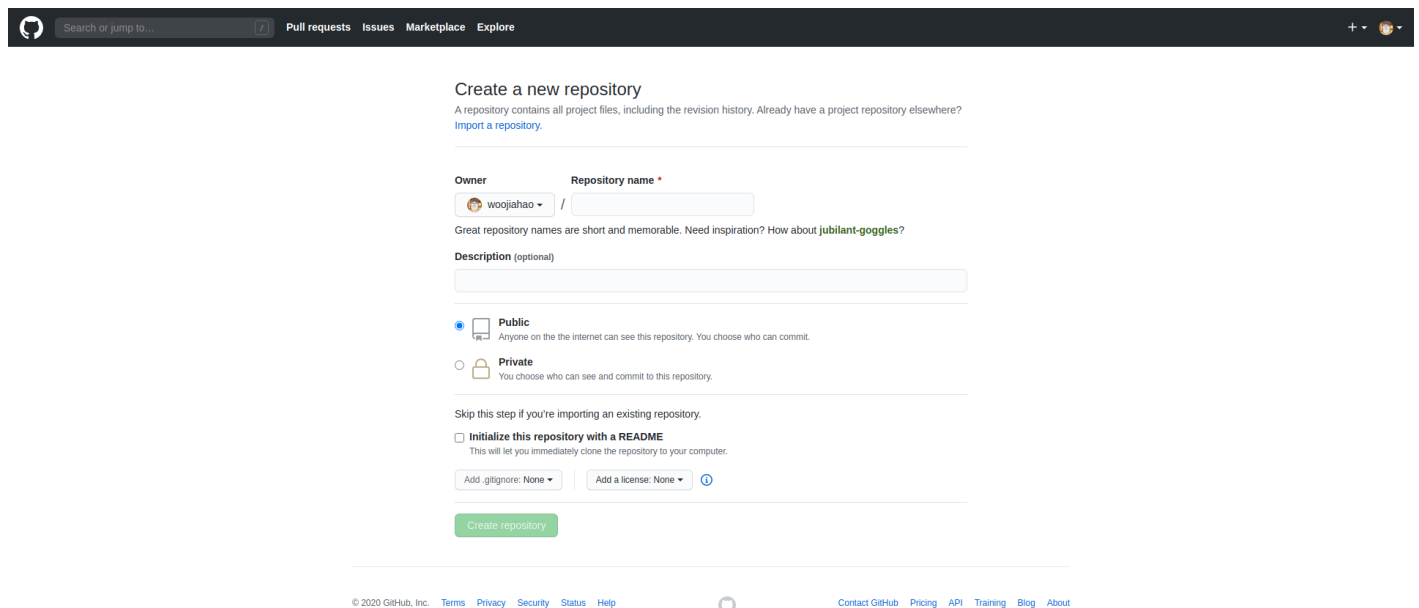 Search or jump to… / Pull requests Issues Marketplace Explore
Create a new repository
A repository contains all project files, including the revision history. Already have a project repository elsewhere?
Import a repository.
Owner Repository name *
woojiahao /
Great repository names are short and memorable. Need inspiration? How about jubilant-goggles?
Description (optional)
Public
Anyone on the the internet can see this repository. You choose who can commit.
Private
You choose who can see and commit to this repository.
Skip this step if you're importing an existing repository.
Initialize this repository with a README
This will let you immediately clone the repository to your computer.
Add .gitignore: None Add a license: None
Create repository
© 2020 GitHub, Inc. Terms Privacy Security Status Help Contact GitHub Pricing API Training Blog About